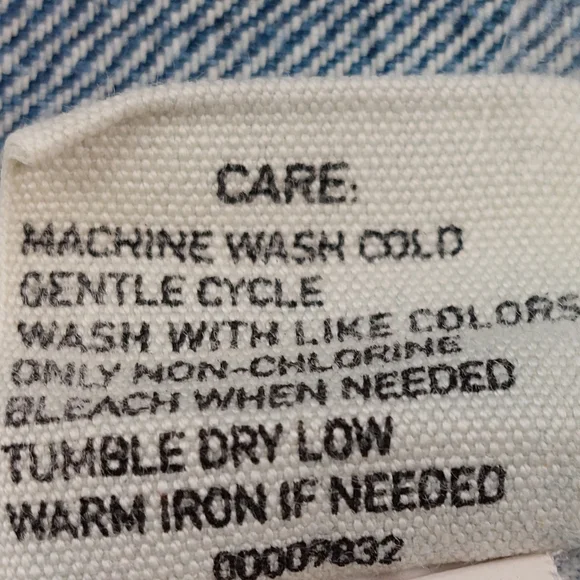 CARE:
MACHINE WASH COLD
GENTLE CYCLE
WASH WITH LIKE COLORS
ONLY NON-CHLORINE
BLEACH WHEN NEEDED
TUMBLE DRY LOW
WARM IRON IF NEEDED
00009832